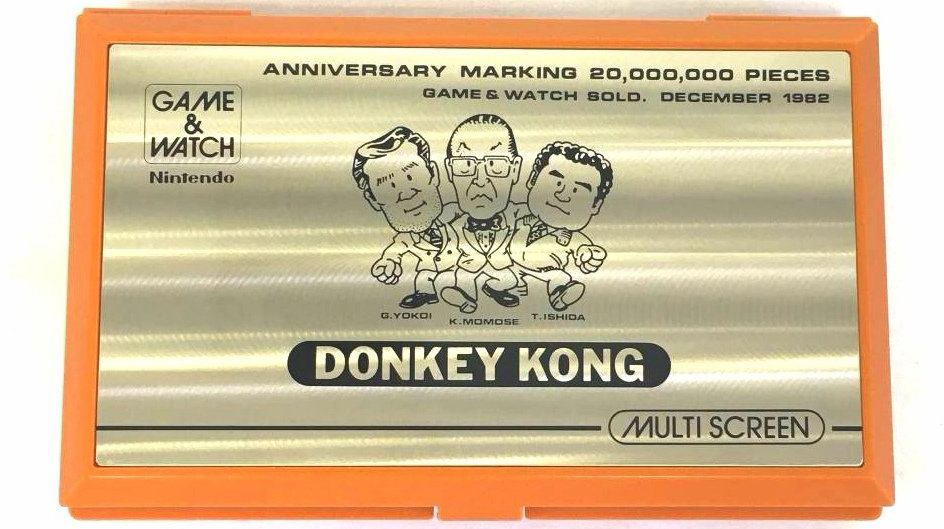 ANNIVERSARY MARKING 20,000,000 PIECES
GAME & WATCH SOLD. DECEMBER 1982
GAME
&
WATCH
Nintendo
G.YOKOI K.MOMOSE T.ISHIDA
DONKEY KONG
MULTI SCREEN